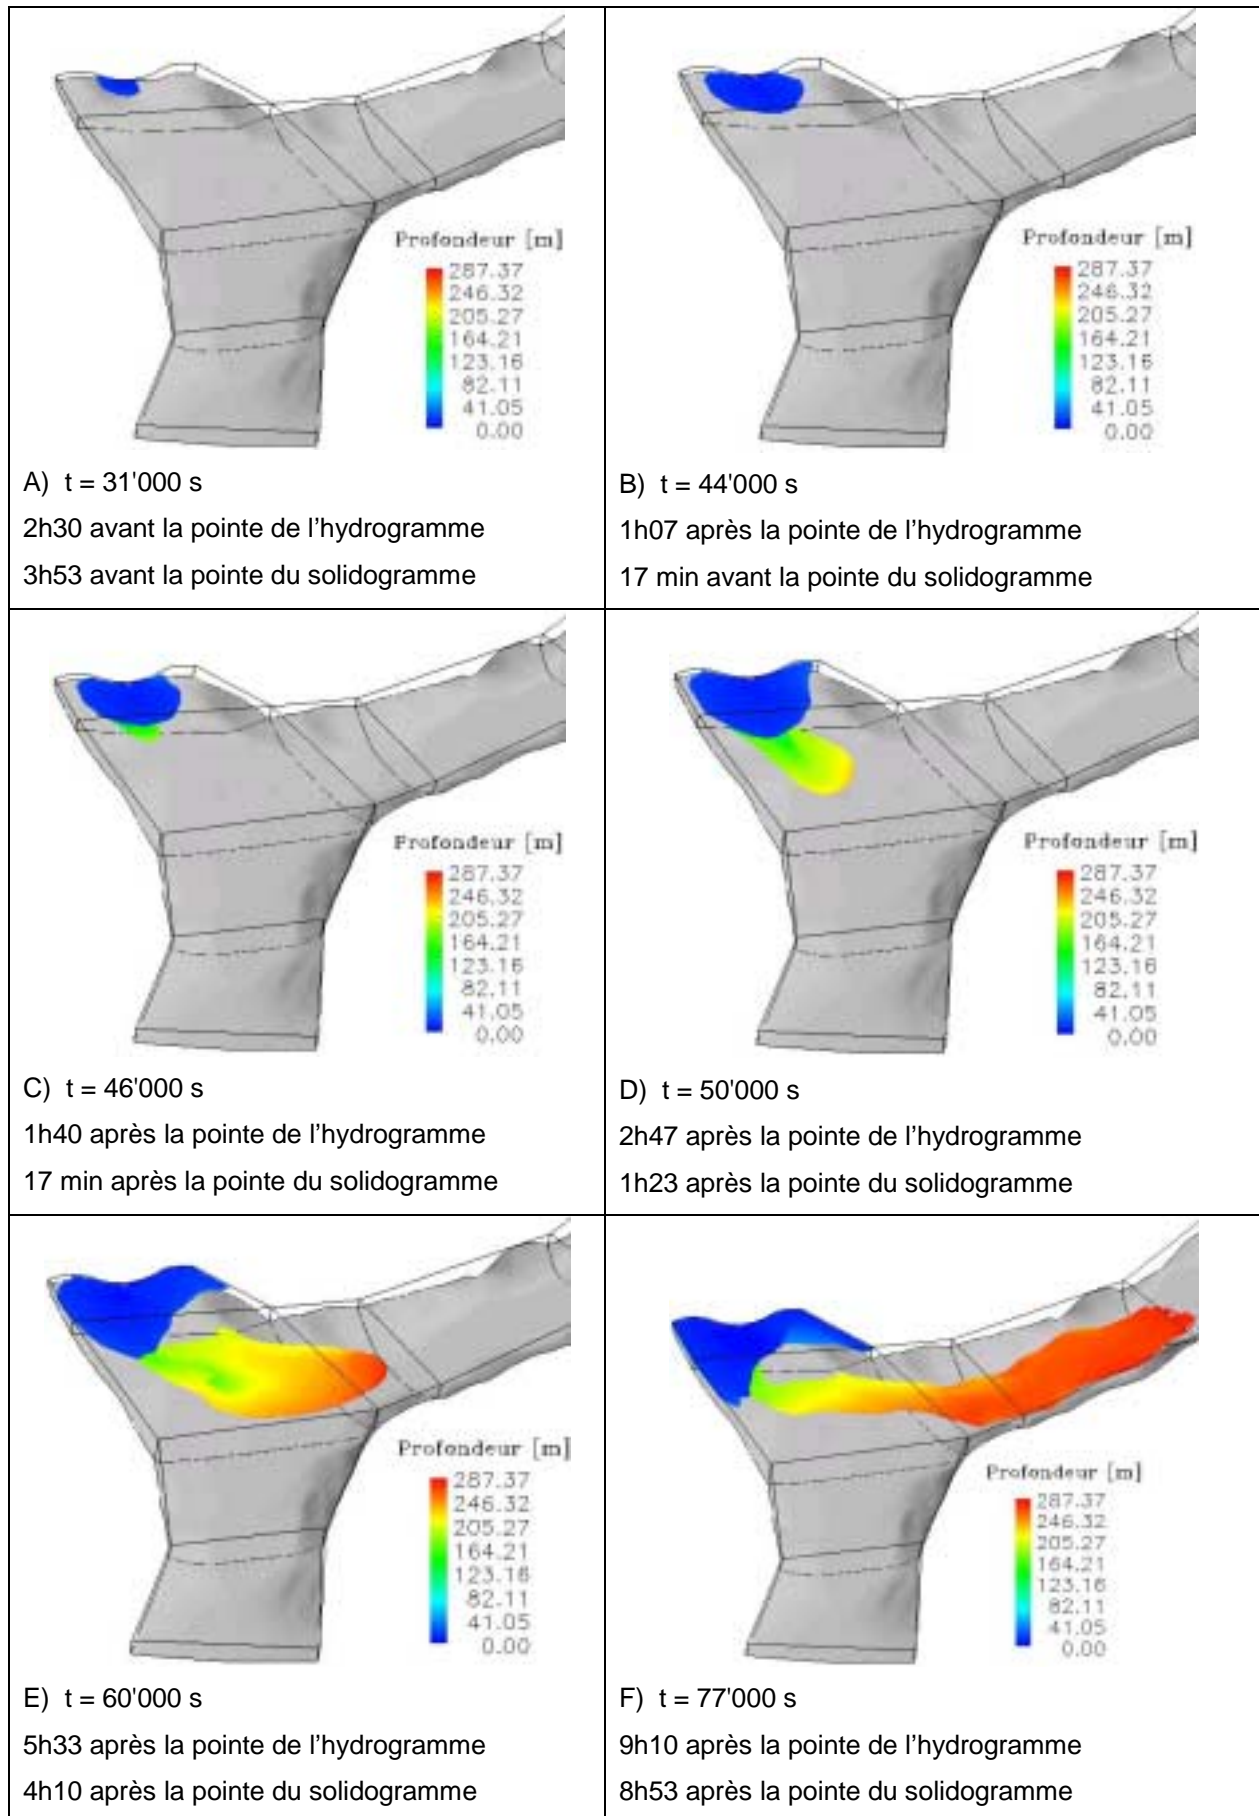 Profondeur [m]
287.37
246.32
205.27
164.21
123.16
82.11
41.05
0.00
A) t = 31'000 s
2h30 avant la pointe de l'hydrogramme
3h53 avant la pointe du solidogramme
Profondeur [m]
287.37
246.32
205.27
164.21
123.16
82.11
41.05
0.00
B) t = 44'000 s
1h07 après la pointe de l'hydrogramme
17 min avant la pointe du solidogramme
Profondeur [m]
287.37
246.32
205.27
164.21
123.16
82.11
41.05
0.00
C) t = 46'000 s
1h40 après la pointe de l'hydrogramme
17 min après la pointe du solidogramme
Profondeur [m]
287.37
246.32
205.27
164.21
123.16
82.11
41.05
0.00
D) t = 50'000 s
2h47 après la pointe de l'hydrogramme
1h23 après la pointe du solidogramme
Profondeur [m]
287.37
246.32
205.27
164.21
123.16
82.11
41.05
0.00
E) t = 60'000 s
5h33 après la pointe de l'hydrogramme
4h10 après la pointe du solidogramme
Profondeur [m]
287.37
246.32
205.27
164.21
123.16
82.11
41.05
0.00
F) t = 77'000 s
9h10 après la pointe de l'hydrogramme
8h53 après la pointe du solidogramme